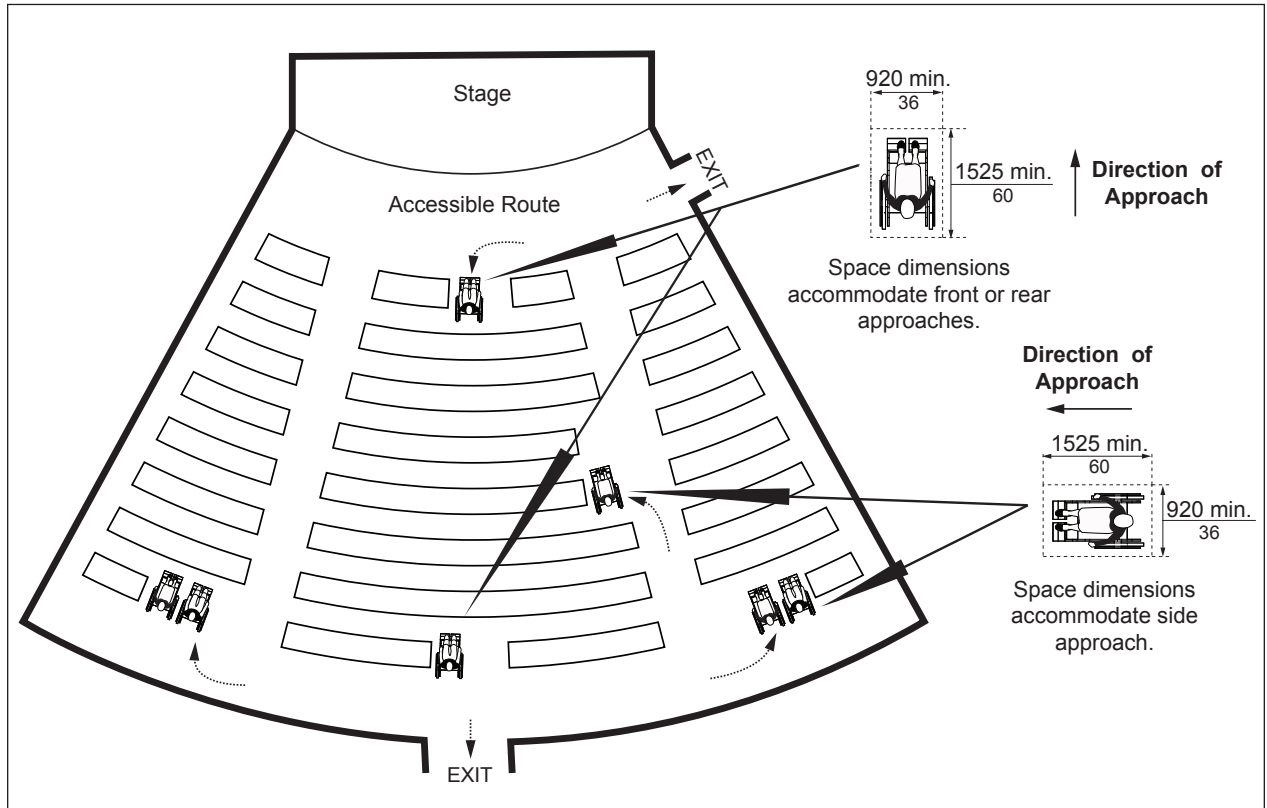 Stage
EXIT
Accessible Route
920 min.
36
1525 min.
60
Direction of
Approach
Space dimensions
accommodate front or rear
approaches.
Direction of
Approach
1525 min.
60
920 min.
36
Space dimensions
accommodate side
approach.
EXIT